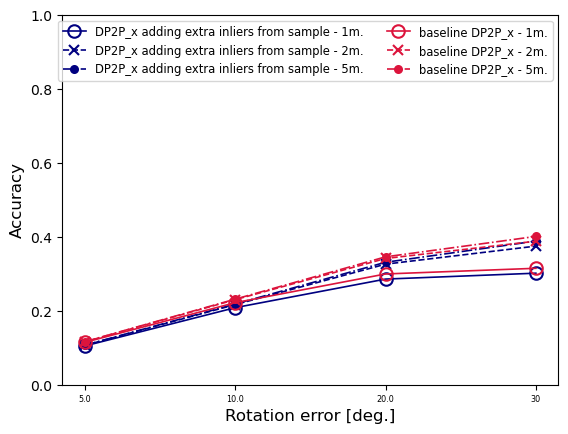 DP2P_x adding extra inliers from sample - 1m.
DP2P_x adding extra inliers from sample - 2m.
DP2P_x adding extra inliers from sample - 5m.
baseline DP2P_x - 1m.
baseline DP2P_x - 2m.
baseline DP2P_x - 5m.
Accuracy
1.0
0.8
0.6
0.4
0.2
0.0
5.0 10.0 20.0 30
Rotation error [deg.]